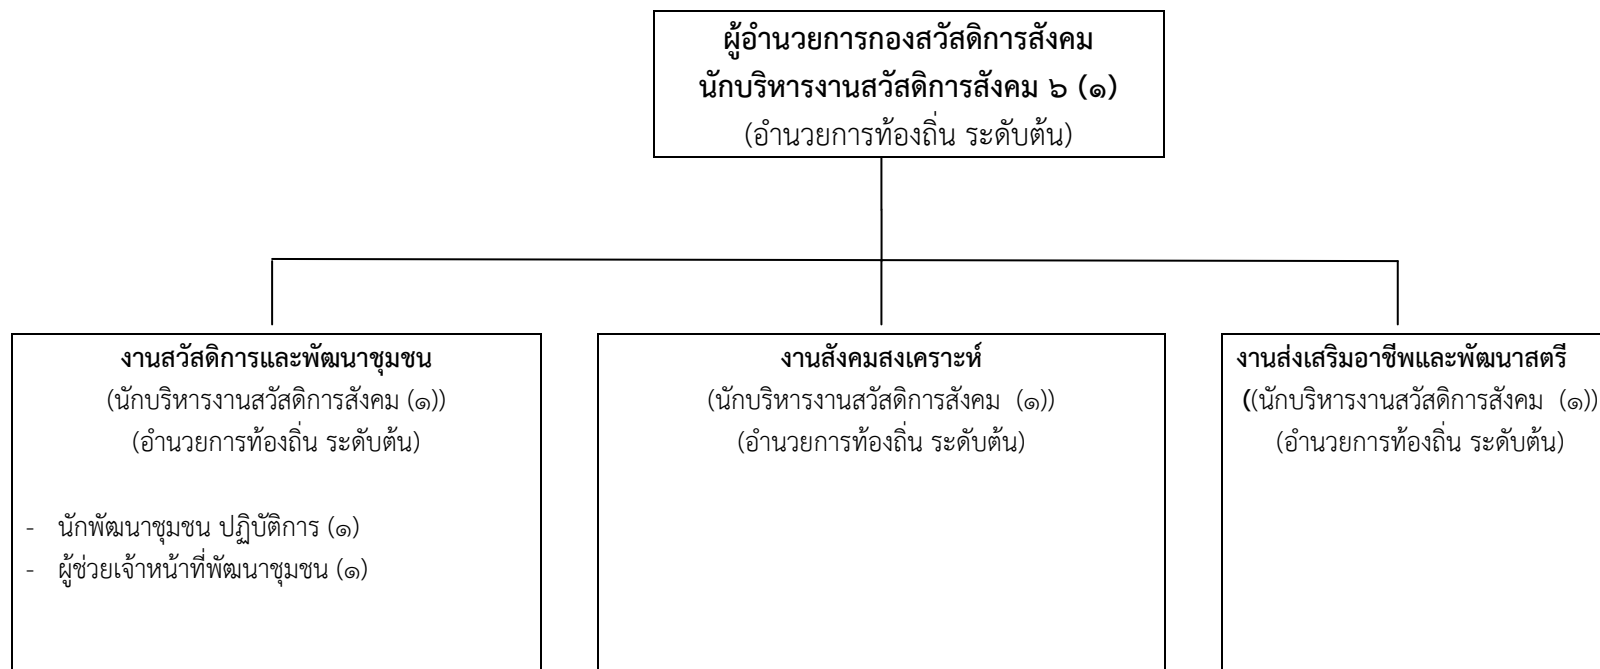 ผู้อำนวยการกองสวัสดิการสังคม
นักบริหารงานสวัสดิการสังคม ๖ (๑)
(อำนวยการท้องถิ่น ระดับต้น)
งานสวัสดิการและพัฒนาชุมชน
(นักบริหารงานสวัสดิการสังคม (๑))
(อำนวยการท้องถิ่น ระดับต้น)
- นักพัฒนาชุมชน ปฏิบัติการ (๑)
- ผู้ช่วยเจ้าหน้าที่พัฒนาชุมชน (๑)
งานสังคมสงเคราะห์
(นักบริหารงานสวัสดิการสังคม (๑))
(อำนวยการท้องถิ่น ระดับต้น)
งานส่งเสริมอาชีพและพัฒนาสตรี
((นักบริหารงานสวัสดิการสังคม (๑))
(อำนวยการท้องถิ่น ระดับต้น)